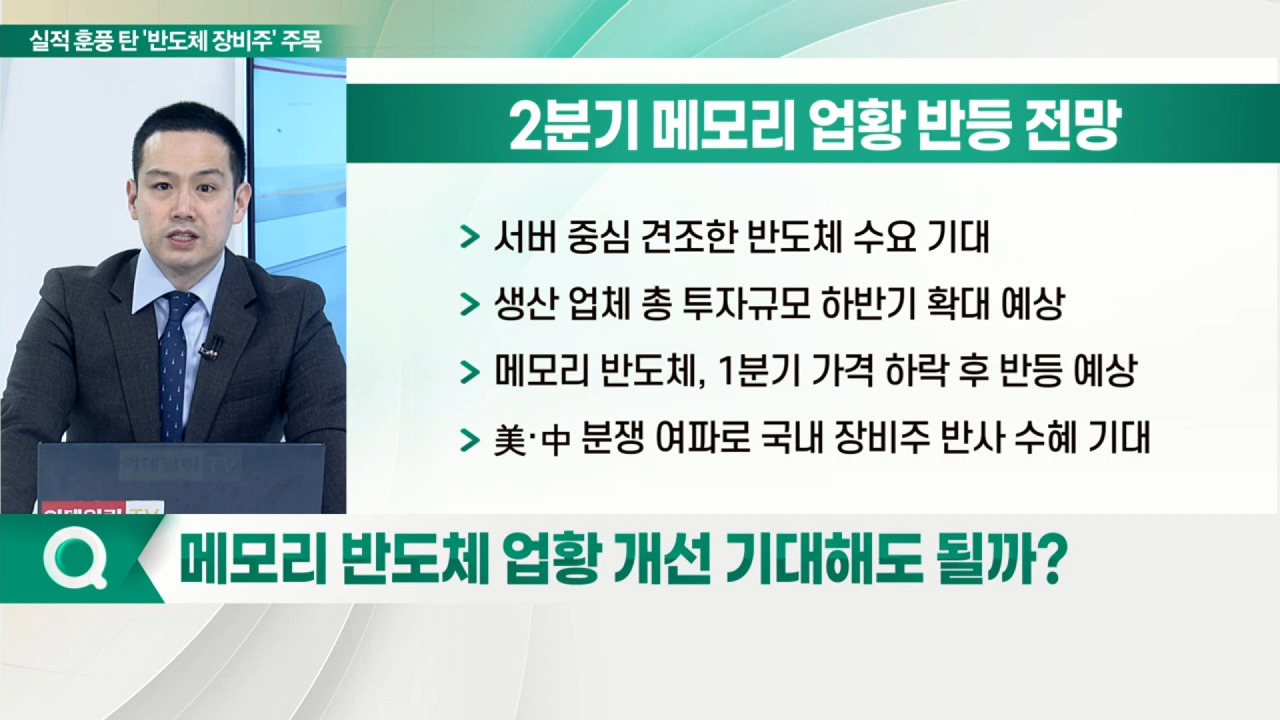 실적 훈풍 탄 '반도체 장비주' 주목
2분기 메모리 업황 반등 전망
> 서버 중심 견조한 반도체 수요 기대
> 생산 업체 총 투자규모 하반기 확대 예상
> 메모리 반도체, 1분기 가격 하락 후 반등 예상
> 美·中 분쟁 여파로 국내 장비주 반사 수혜 기대
이데일리 TV
메모리 반도체 업황 개선 기대해도 될까?